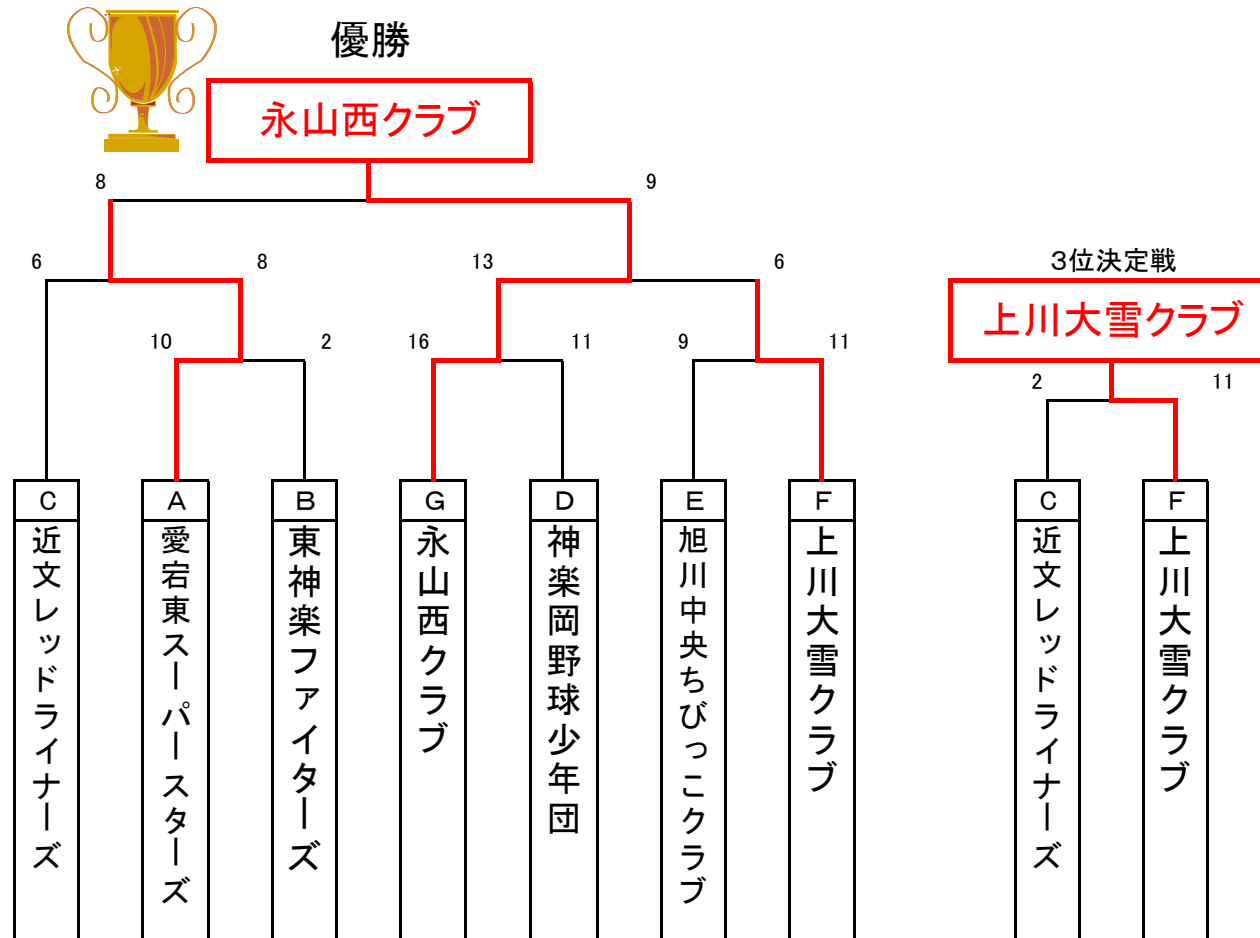 優勝
永山西クラブ
8
9
6
8
13
6
3位決定戦
上川大雪クラブ
10
2
16
11
9
11
2
11
C
A
B
G
D
E
F
C
F
近文レッドライナーズ
愛宕東スーパースターズ
東神楽ファイターズ
永山西クラブ
神楽岡野球少年団
旭川中央ちびっこクラブ
上川大雪クラブ
近文レッドライナーズ
上川大雪クラブ